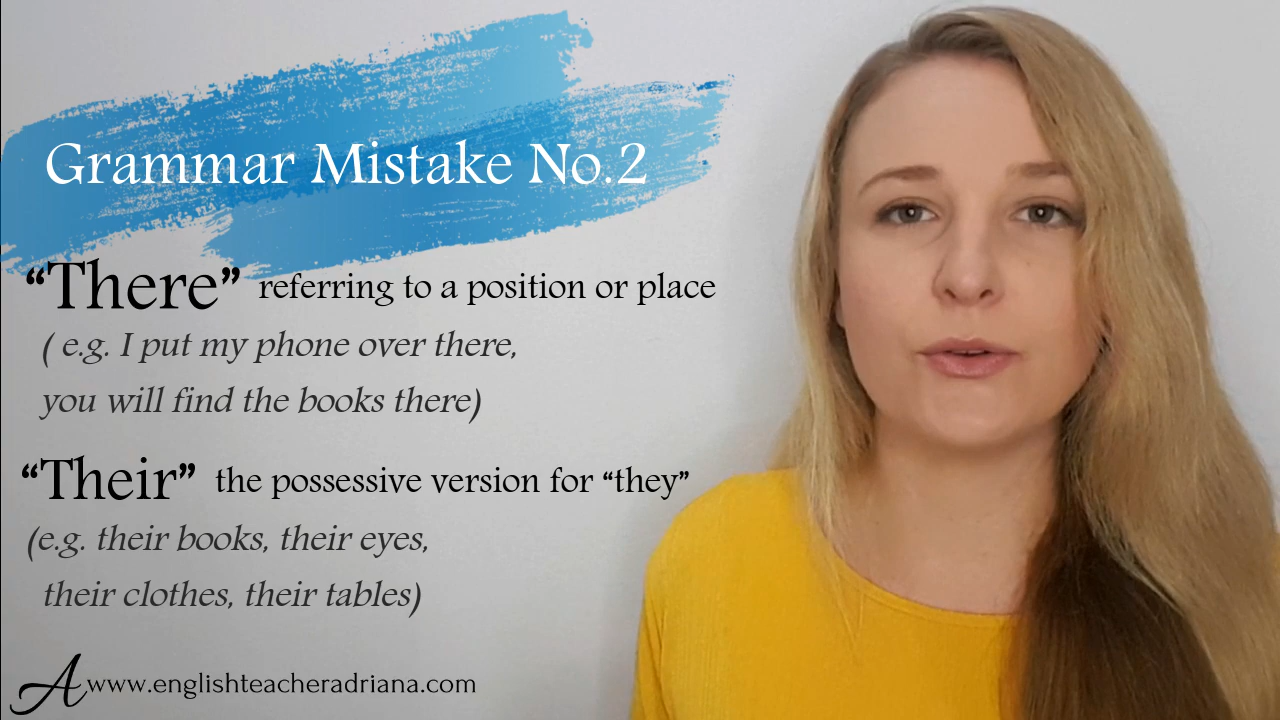 Grammar Mistake No.2
“There” referring to a position or place
( e.g. I put my phone over there,
you will find the books there)
“Their” the possessive version for “they”
(e.g. their books, their eyes,
their clothes, their tables)
A www.englishteacheradriana.com